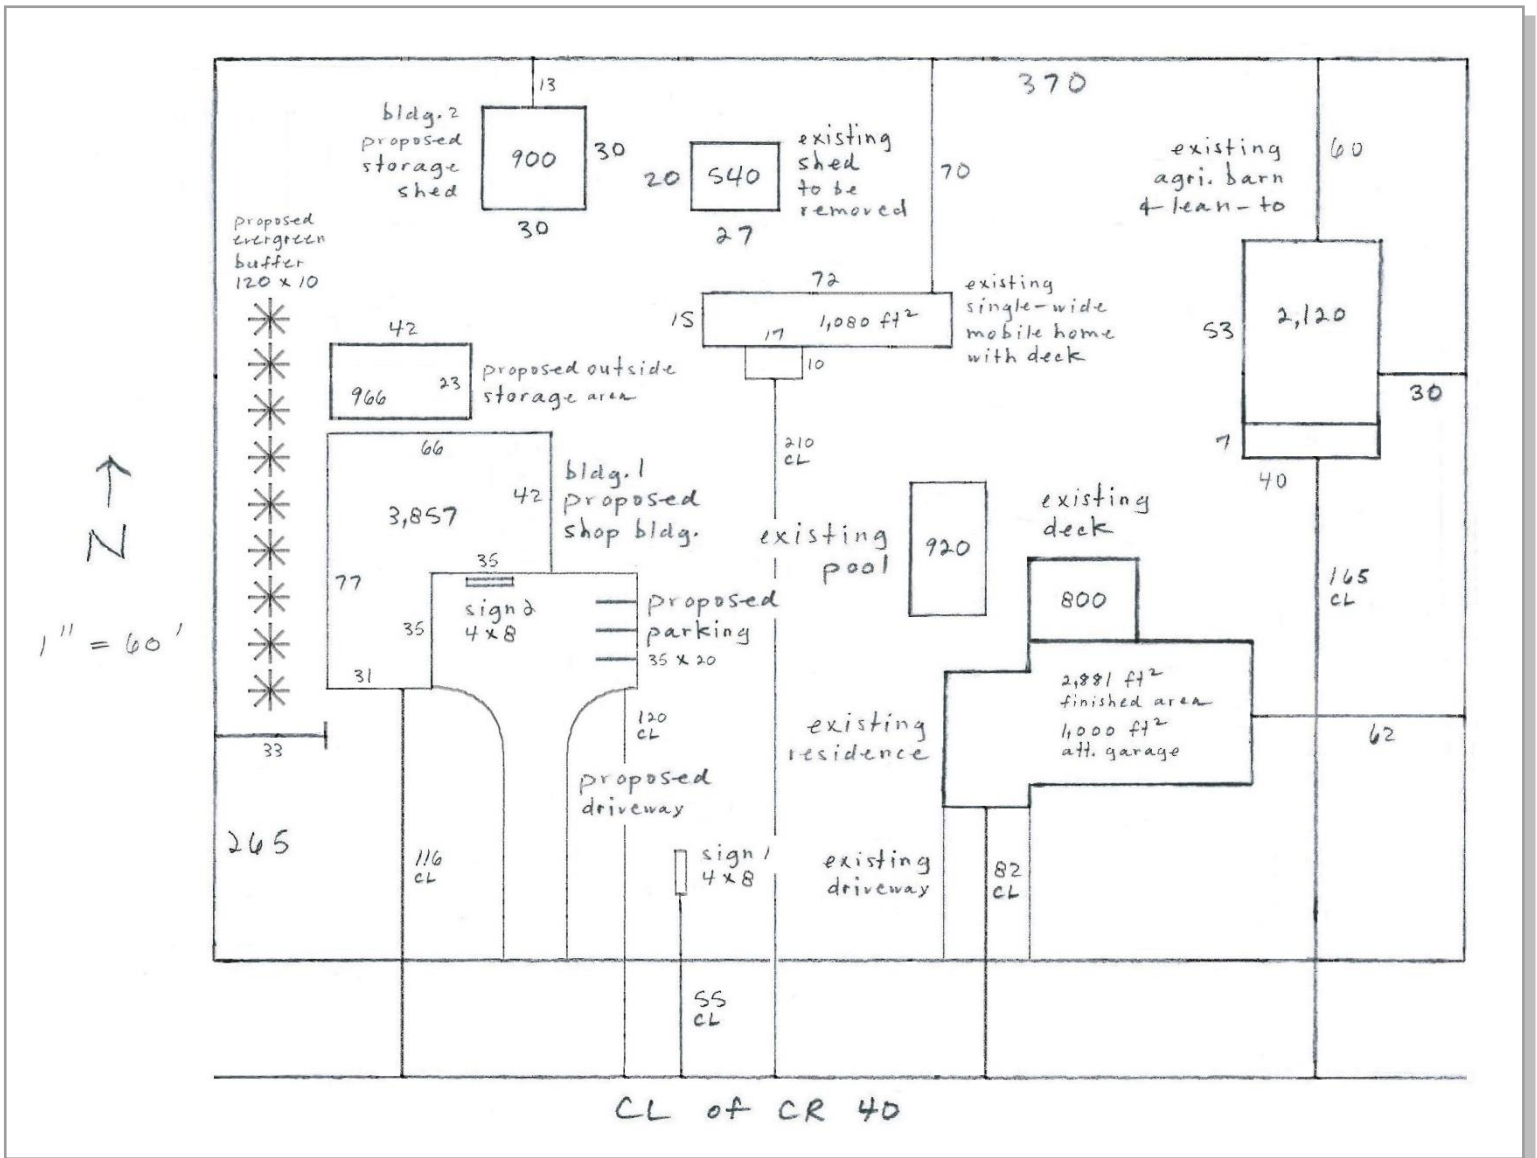 370
13
bldg. 2
proposed
storage
shed
900
30
30
existing
shed
to be
removed
20
540
27
70
existing
agri. barn
& lean-to
60
proposed
evergreen
buffer
120 x 10
72
15
1,080 ft²
17
10
existing
single-wide
mobile home
with deck
2,120
53
30
7
40
42
966
23
proposed outside
storage area
66
42
3,857
bldg. 1
proposed
shop bldg.
77
35
35
31
sign 2
4 x 8
proposed
parking
35 x 20
210
CL
existing
pool
920
existing
deck
800
165
CL
N
1" = 60'
33
120
CL
proposed
driveway
existing
residence
2,881 ft²
finished area
1,000 ft²
att. garage
62
265
116
CL
sign 1
4 x 8
existing
driveway
82
CL
55
CL
CL of CR 40